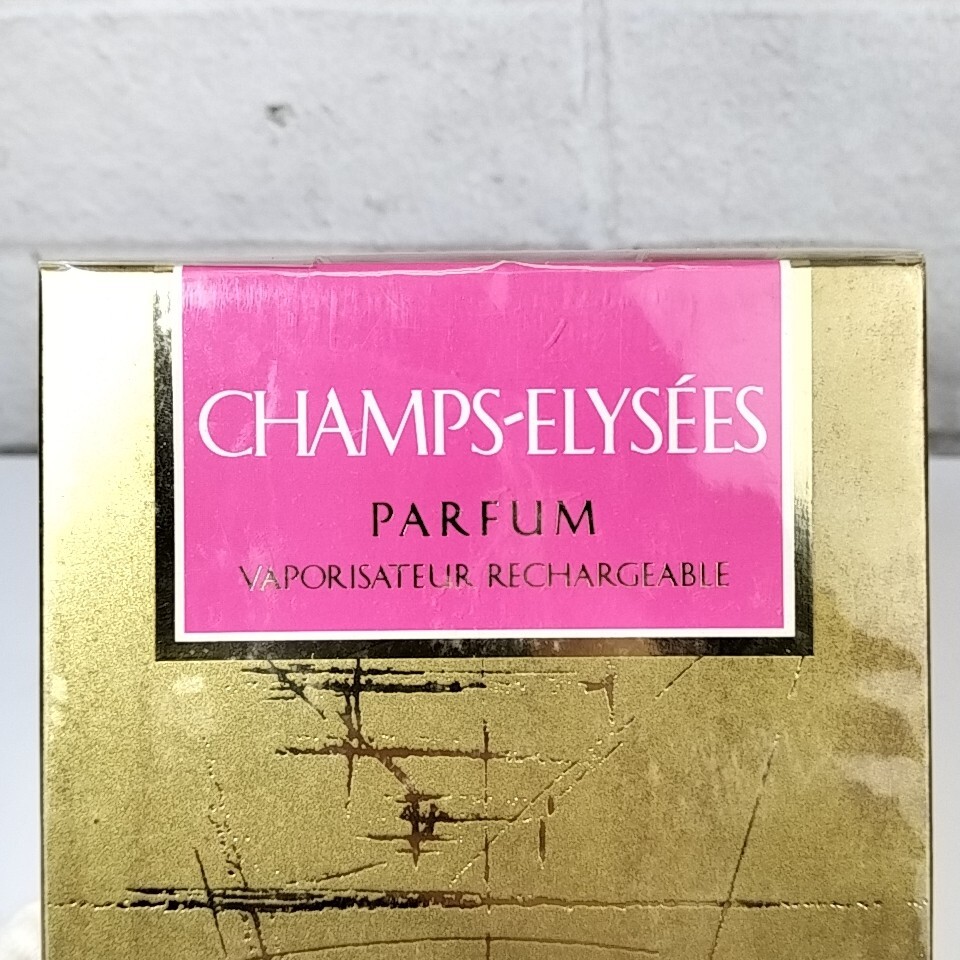 CHAMPS-ELYSÉES
PARFUM
VAPORISATEUR RECHARGEABLE